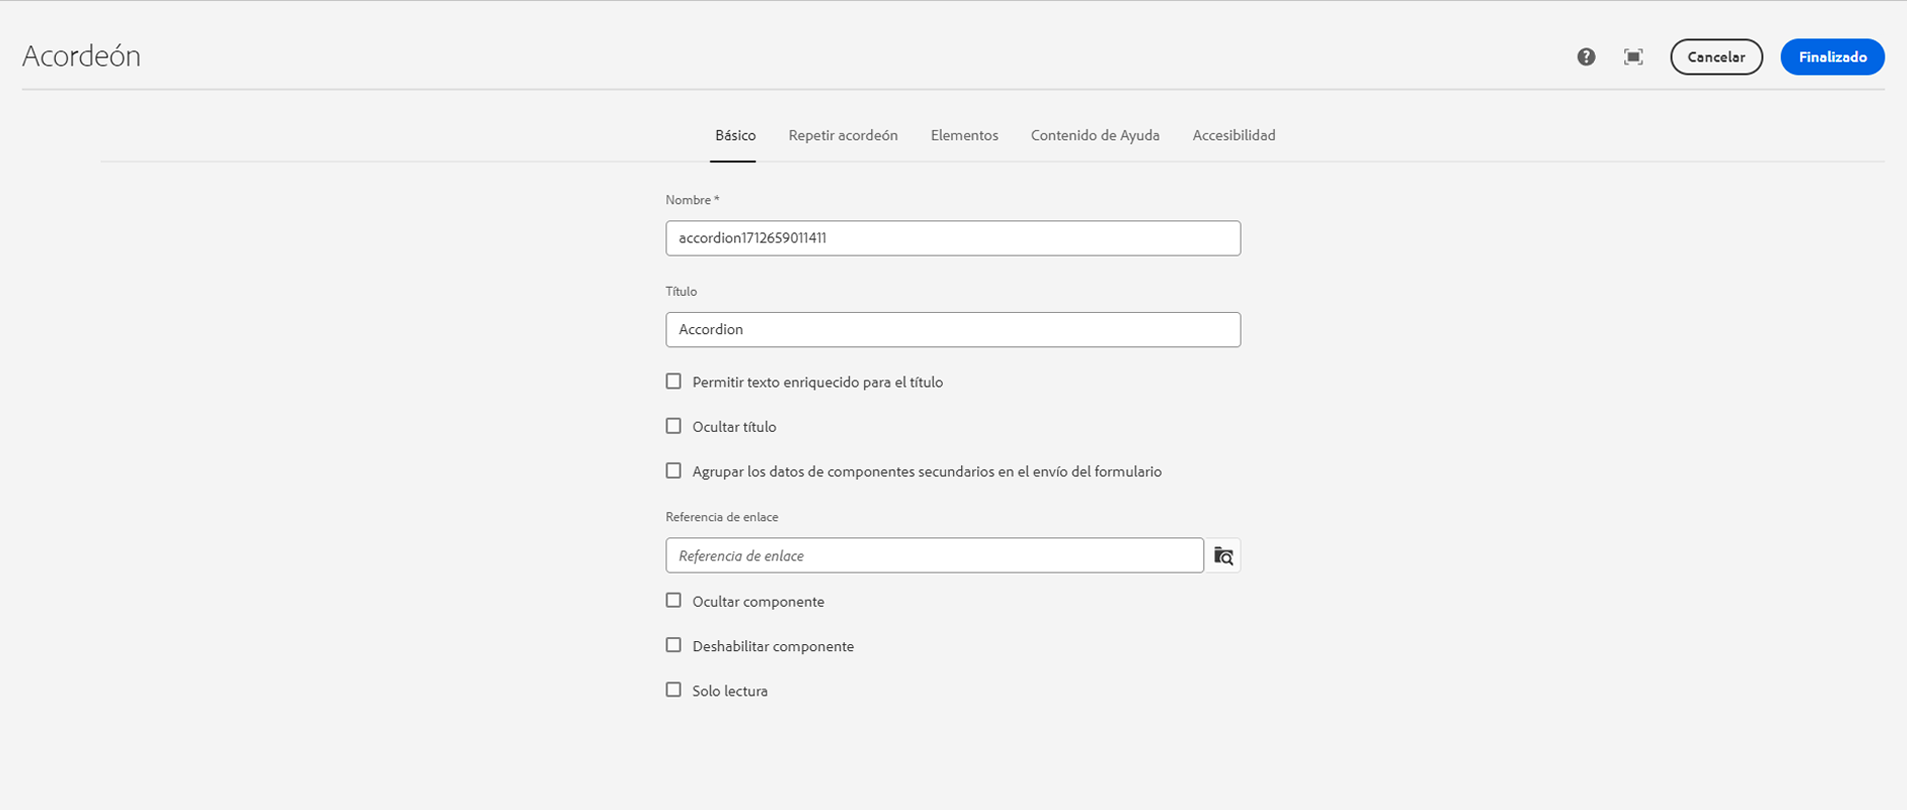 Acordeón
Cancelar
Finalizado
Básico
Repetir acordeón
Elementos
Contenido de Ayuda
Accesibilidad
Nombre *
accordion1712659011411
Título
Accordion
Permitir texto enriquecido para el título
Ocultar título
Agrupar los datos de componentes secundarios en el envío del formulario
Referencia de enlace
Referencia de enlace
Ocultar componente
Deshabilitar componente
Solo lectura